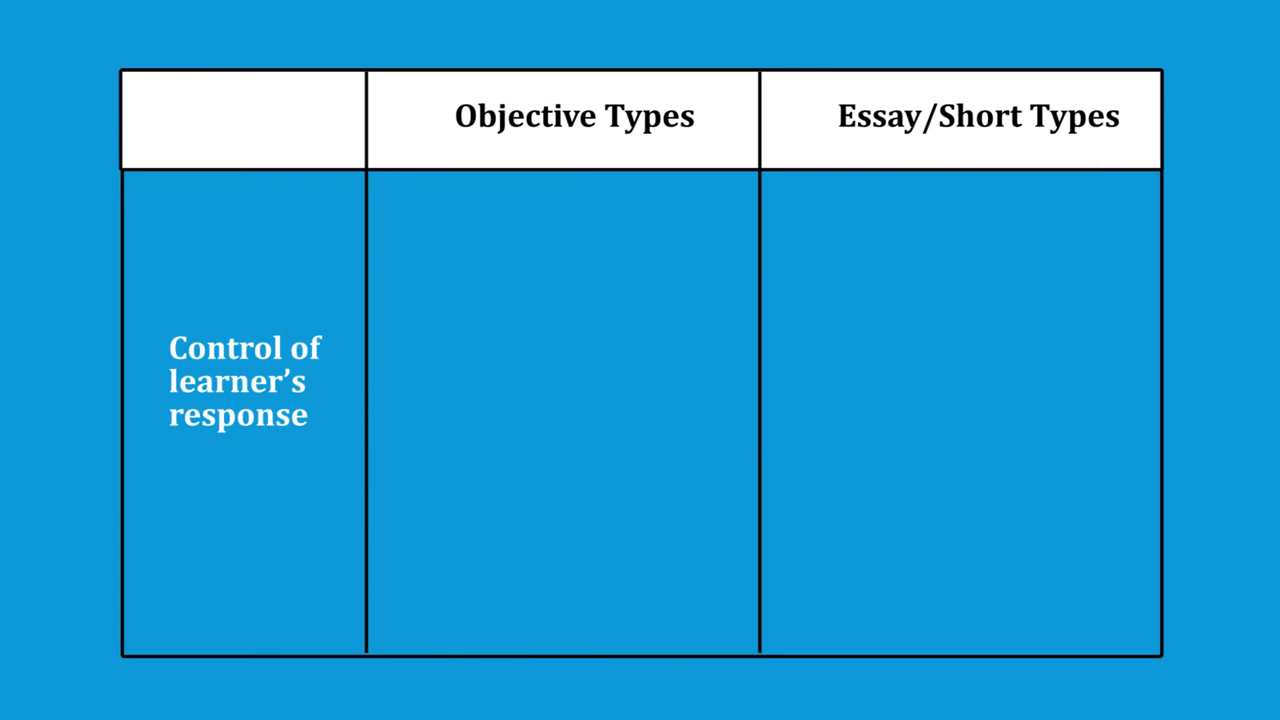 Objective Types
Essay/Short Types
Control of
learner’s
response